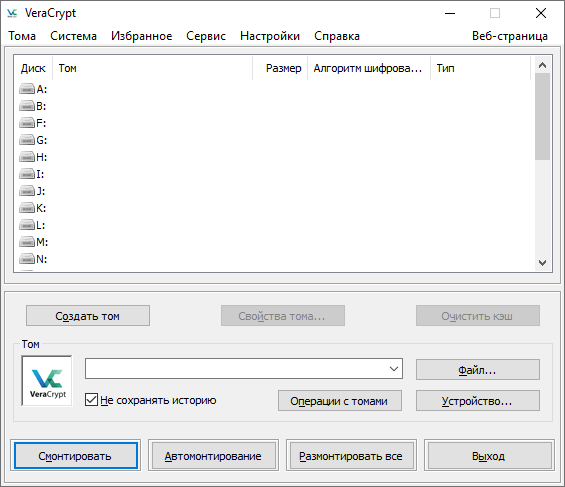 VeraCrypt
Тома Система Избранное Сервис Настройки Справка Веб-страница
Диск Том Размер Алгоритм шифрова... Тип
A:
B:
F:
G:
H:
I:
J:
K:
L:
M:
N:
Создать том Свойства тома... Очистить кэш
Том
VeraCrypt
Файл...
Не сохранять историю Операции с томами Устройство...
Смонтировать Автомонтирование Размонтировать все Выход